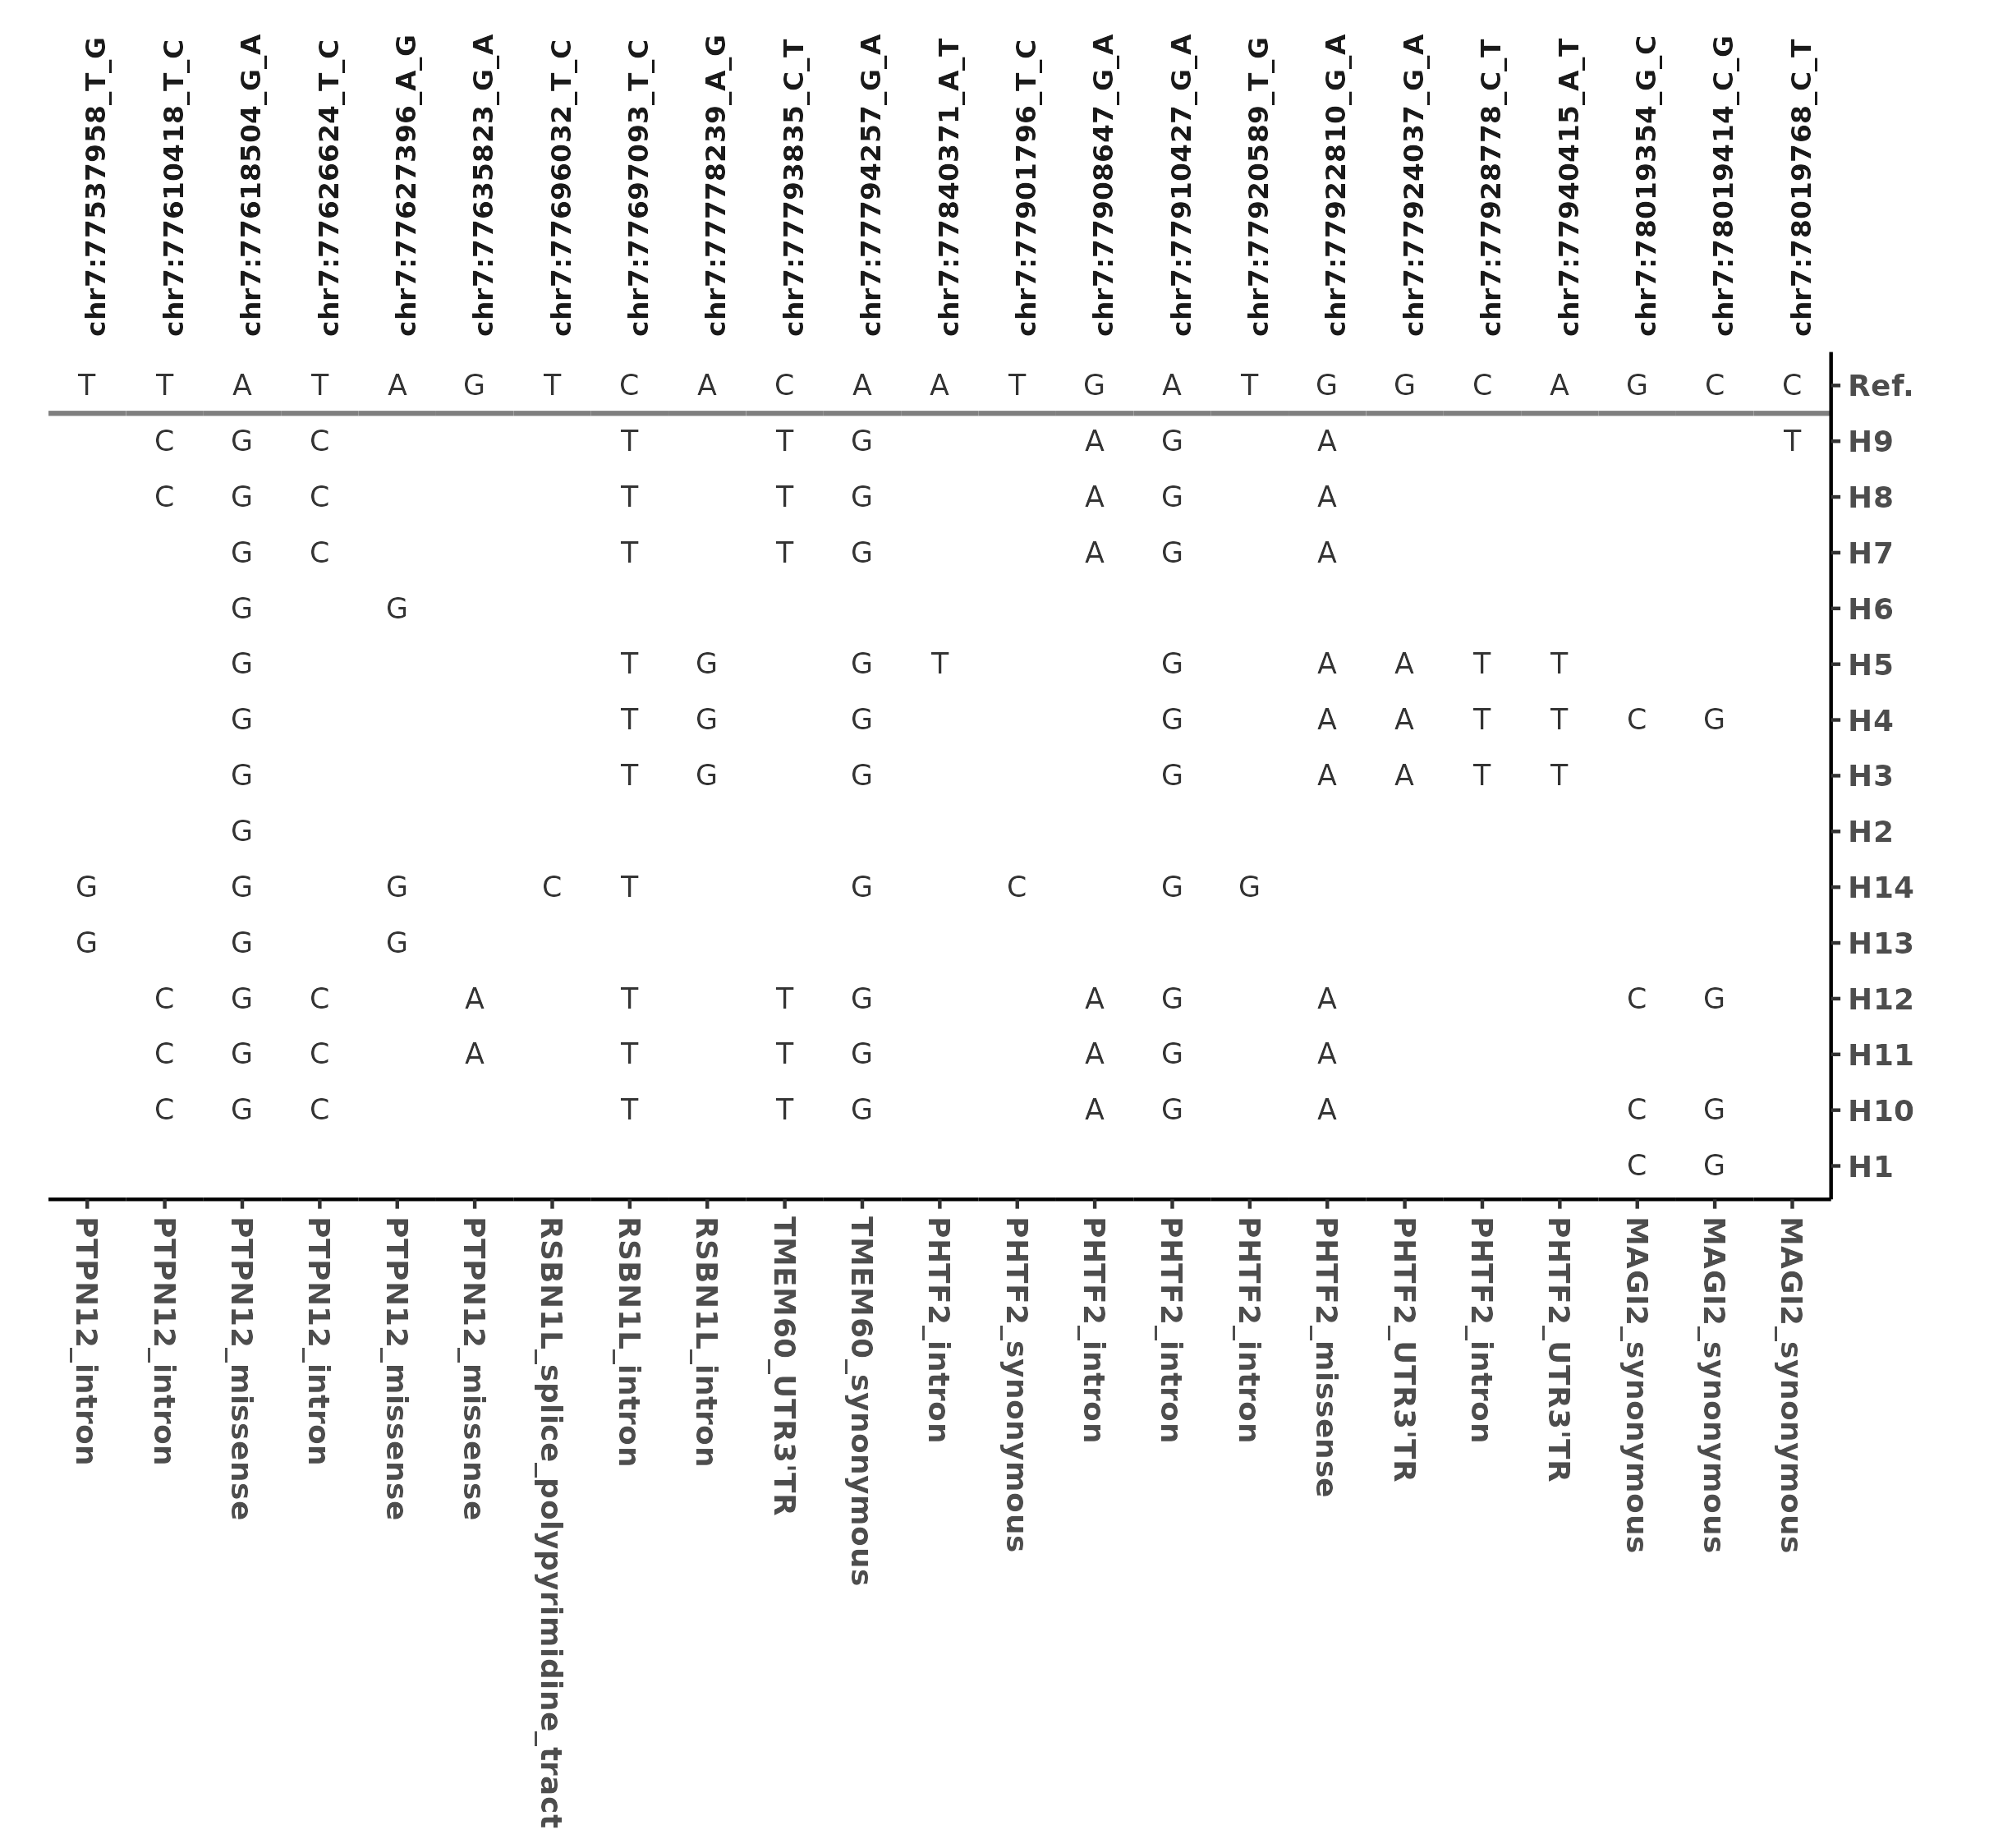 chr7:77537958_T_G
chr7:77610418_T_C
chr7:77618504_G_A
chr7:77626624_T_C
chr7:77627396_A_G
chr7:77635823_G_A
chr7:77696032_T_C
chr7:77697093_T_C
chr7:77778239_A_G
chr7:77793835_C_T
chr7:77794257_G_A
chr7:77840371_A_T
chr7:77901796_T_C
chr7:77908647_G_A
chr7:77910427_G_A
chr7:77920589_T_G
chr7:77922810_G_A
chr7:77924037_G_A
chr7:77928778_C_T
chr7:77940415_A_T
chr7:78019354_G_C
chr7:78019414_C_G
chr7:78019768_C_T
T T A T A G T C A C A A T G A T G G C A G C C Ref.
C G C T T G A G A T H9
C G C T T G A G A H8
G C T T G A G A H7
G G H6
G T G G T G A A T T H5
G T G G G A A T T C G H4
G T G G G A A T T H3
G H2
G G G C T G C G G H14
G G G H13
C G C A T T G A G A C G H12
C G C A T T G A G A H11
C G C T T G A G A C G H10
C G H1
PTPN12_intron
PTPN12_intron
PTPN12_missense
PTPN12_intron
PTPN12_missense
PTPN12_missense
RSBN1L_splice_polypyrimidine_tract
RSBN1L_intron
RSBN1L_intron
TMEM60_UTR3'TR
TMEM60_synonymous
PHTF2_intron
PHTF2_synonymous
PHTF2_intron
PHTF2_intron
PHTF2_intron
PHTF2_missense
PHTF2_UTR3'TR
PHTF2_intron
PHTF2_UTR3'TR
MAGI2_synonymous
MAGI2_synonymous
MAGI2_synonymous